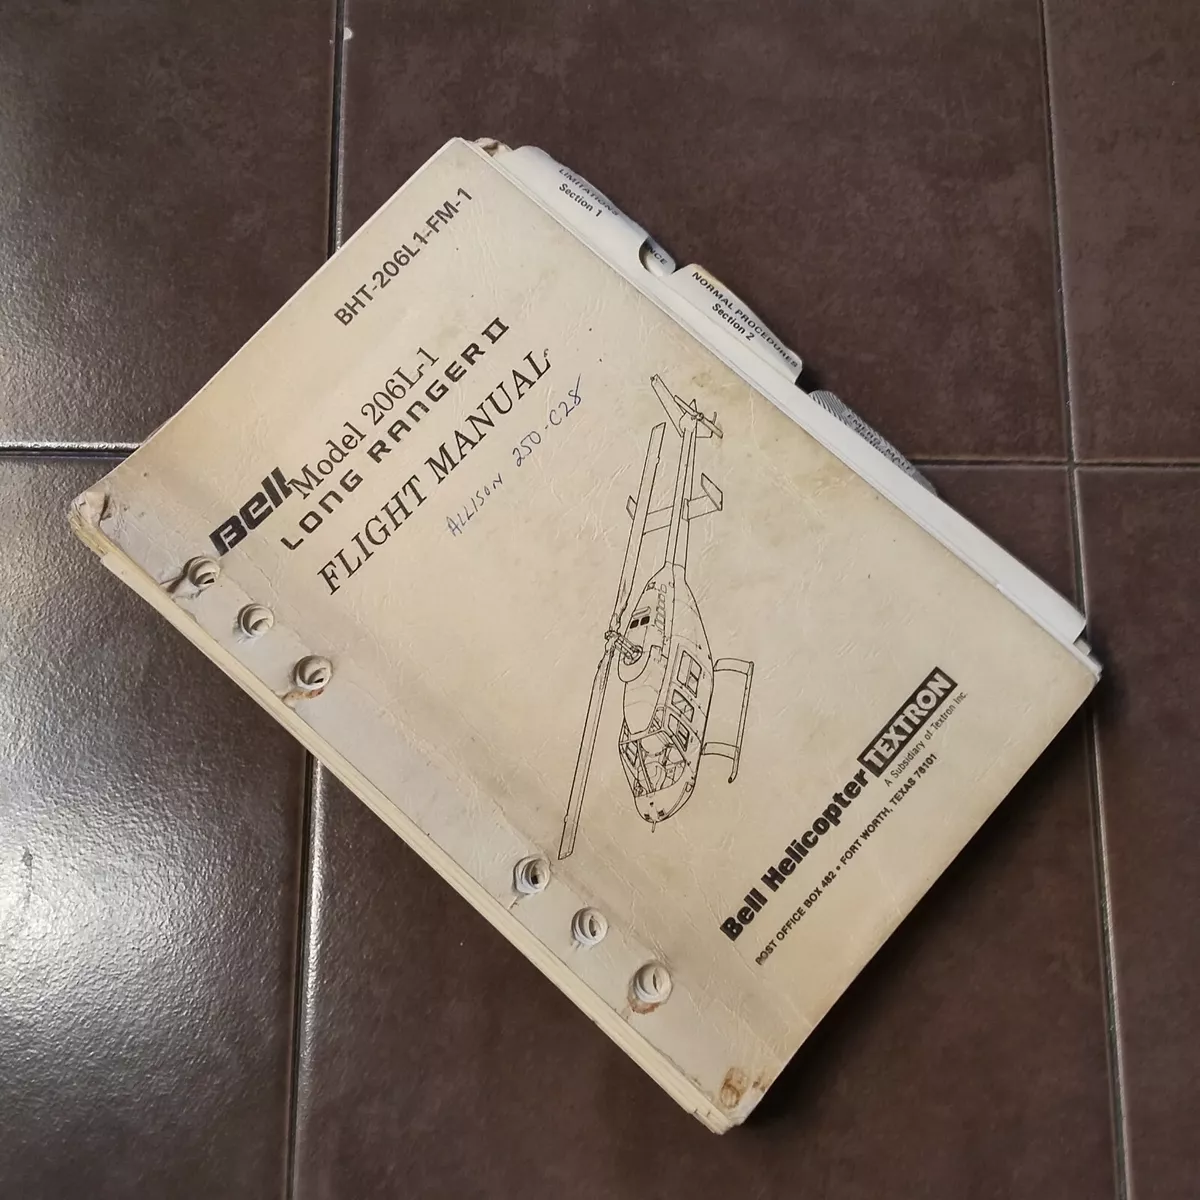 BHT-206L1-FM-1
Bell Model 206L-1
LONG RANGER II
FLIGHT MANUAL
ALLISON 250-C28
Bell Helicopter TEXTRON
A Subsidiary of Textron Inc.
POST OFFICE BOX 482 • FORT WORTH, TEXAS 76101
LIMITATIONS
Section 1
NCE
NORMAL PROCEDURES
Section 2